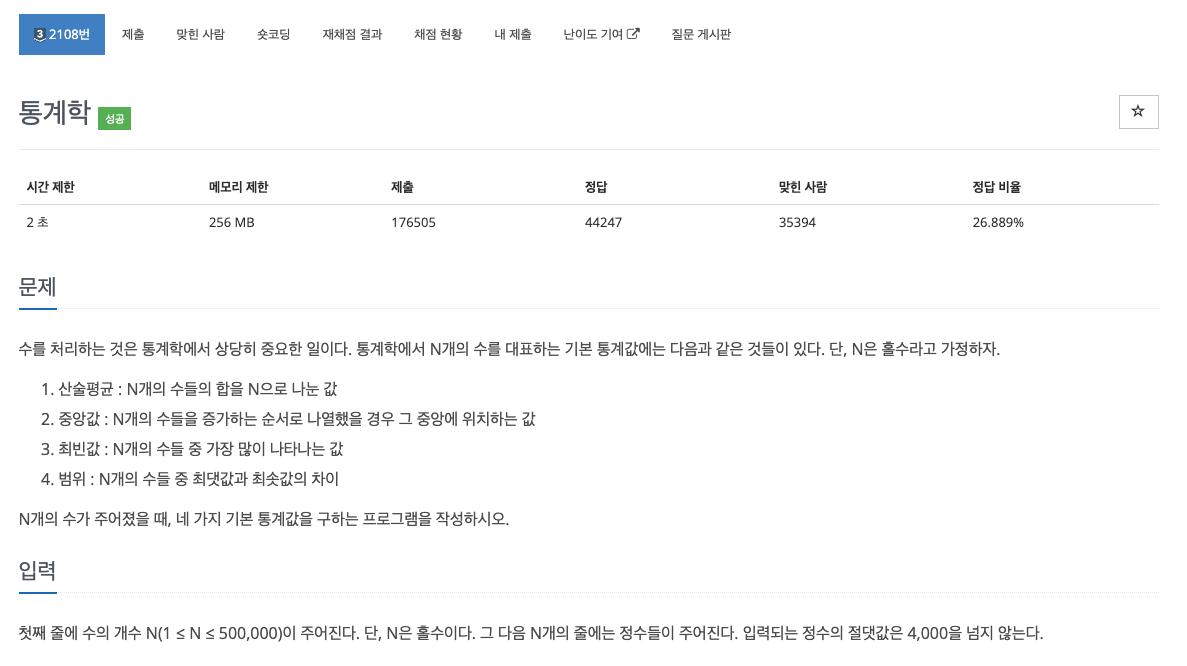 3 2108번 제출 맞힌 사람 숏코딩 재채점 결과 채점 현황 내 제출 난이도 기여 질문 게시판
통계학 성공
시간 제한 메모리 제한 제출 정답 맞힌 사람 정답 비율
2 초 256 MB 176505 44247 35394 26.889%
문제
수를 처리하는 것은 통계학에서 상당히 중요한 일이다. 통계학에서 N개의 수를 대표하는 기본 통계값에는 다음과 같은 것들이 있다. 단, N은 홀수라고 가정하자.
1. 산술평균 : N개의 수들의 합을 N으로 나눈 값
2. 중앙값 : N개의 수들을 증가하는 순서로 나열했을 경우 그 중앙에 위치하는 값
3. 최빈값 : N개의 수들 중 가장 많이 나타나는 값
4. 범위 : N개의 수들 중 최댓값과 최솟값의 차이
N개의 수가 주어졌을 때, 네 가지 기본 통계값을 구하는 프로그램을 작성하시오.
입력
첫째 줄에 수의 개수 N(1 ≤ N ≤ 500,000)이 주어진다. 단, N은 홀수이다. 그 다음 N개의 줄에는 정수들이 주어진다. 입력되는 정수의 절댓값은 4,000을 넘지 않는다.